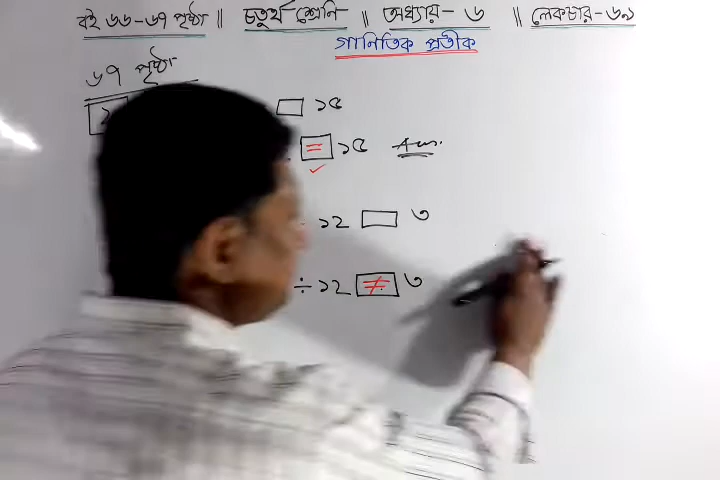 বই ৬৬-৬৭ পৃষ্ঠা || চতুর্থ শ্রেনি || অধ্যায়-৬ || লেকচার-৬৯
গানিতিক প্রতীক
৬৭ পৃষ্ঠা
১৫
= ১৫ Ans.
১২ ৩
÷ ১২ ≠ ৩